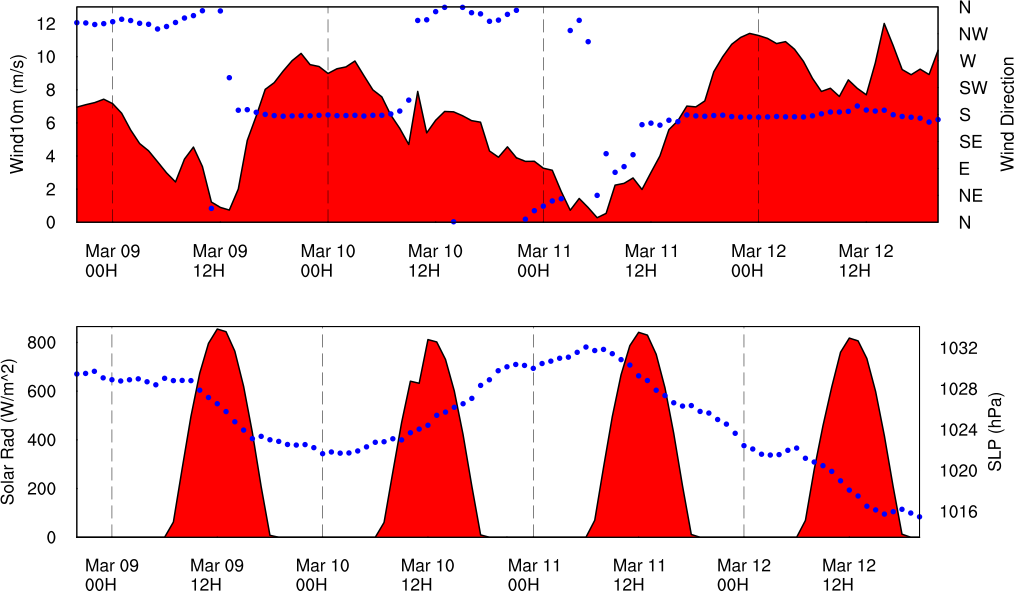 12
10
8
6
4
2
0
Wind10m (m/s)
N
NW
W
SW
S
SE
E
NE
N
Wind Direction
Mar 09 Mar 09 Mar 10 Mar 10 Mar 11 Mar 11 Mar 12 Mar 12
00H 12H 00H 12H 00H 12H 00H 12H
800
600
400
200
0
Solar Rad (W/m^2)
1032
1028
1024
1020
1016
SLP (hPa)
Mar 09 Mar 09 Mar 10 Mar 10 Mar 11 Mar 11 Mar 12 Mar 12
00H 12H 00H 12H 00H 12H 00H 12H